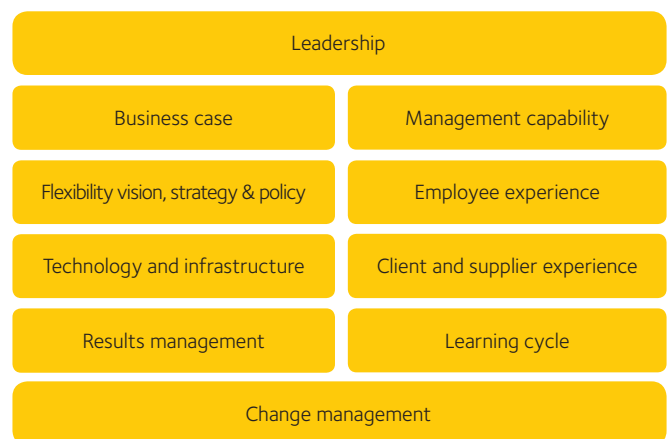 Leadership
Business case
Management capability
Flexibility vision, strategy & policy
Employee experience
Technology and infrastructure
Client and supplier experience
Results management
Learning cycle
Change management